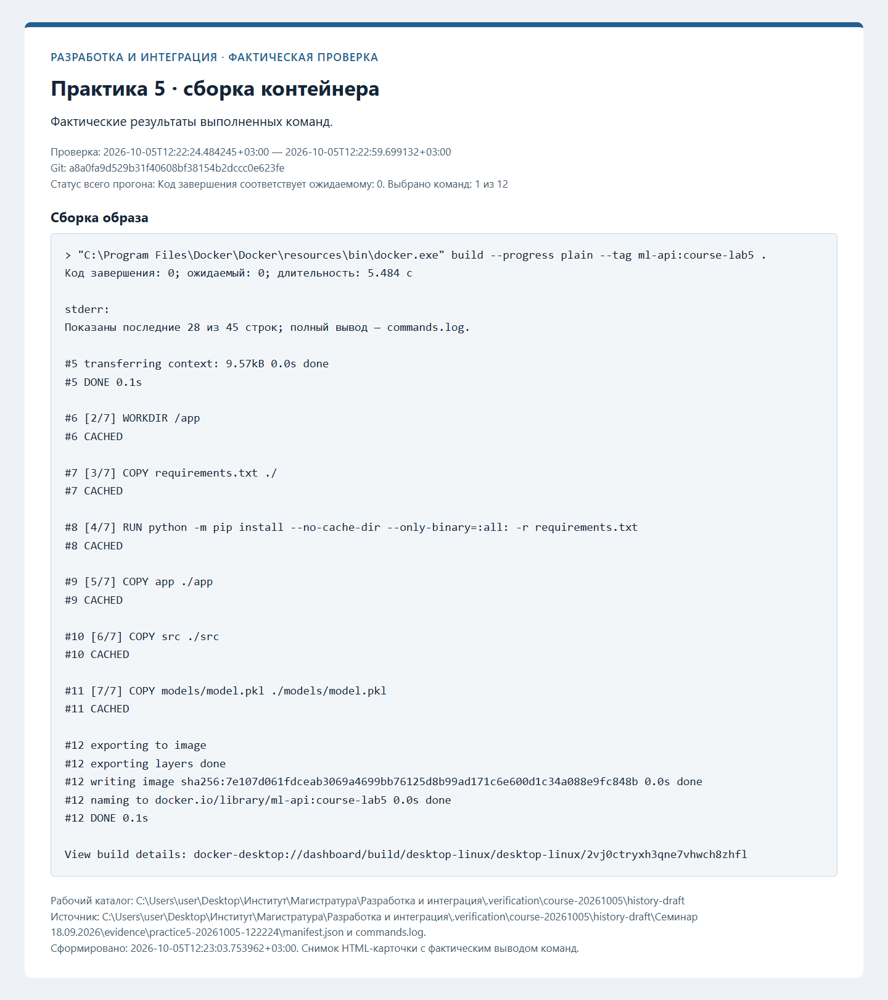 РАЗРАБОТКА И ИНТЕГРАЦИЯ · ФАКТИЧЕСКАЯ ПРОВЕРКА
Практика 5 · сборка контейнера
Фактические результаты выполненных команд.
Проверка: 2026-10-05T12:22:24.484245+03:00 — 2026-10-05T12:22:59.699132+03:00
Git: a8a0fa9d529b31f40608bf38154b2dccc0e623fe
Статус всего прогона: Код завершения соответствует ожидаемому: 0. Выбрано команд: 1 из 12
Сборка образа
> "C:\Program Files\Docker\Docker\resources\bin\docker.exe" build --progress plain --tag ml-api:course-lab5 .
Код завершения: 0; ожидаемый: 0; длительность: 5.484 с
stderr:
Показаны последние 28 из 45 строк; полный вывод — commands.log.
#5 transferring context: 9.57kB 0.0s done
#5 DONE 0.1s
#6 [2/7] WORKDIR /app
#6 CACHED
#7 [3/7] COPY requirements.txt ./
#7 CACHED
#8 [4/7] RUN python -m pip install --no-cache-dir --only-binary=:all: -r requirements.txt
#8 CACHED
#9 [5/7] COPY app ./app
#9 CACHED
#10 [6/7] COPY src ./src
#10 CACHED
#11 [7/7] COPY models/model.pkl ./models/model.pkl
#11 CACHED
#12 exporting to image
#12 exporting layers done
#12 writing image sha256:7e107d061fdceab3069a4699bb76125d8b99ad171c6e600d1c34a088e9fc848b 0.0s done
#12 naming to docker.io/library/ml-api:course-lab5 0.0s done
#12 DONE 0.1s
View build details: docker-desktop://dashboard/build/desktop-linux/desktop-linux/2vj0ctryxh3qne7vhwch8zhfl
Рабочий каталог: C:\Users\user\Desktop\Институт\Магистратура\Разработка и интеграция\.verification\course-20261005\history-draft
Источник: C:\Users\user\Desktop\Институт\Магистратура\Разработка и интеграция\.verification\course-20261005\history-draft\Семинар
18.09.2026\evidence\practice5-20261005-122224\manifest.json и commands.log.
Сформировано: 2026-10-05T12:23:03.753962+03:00. Снимок HTML-карточки с фактическим выводом команд.